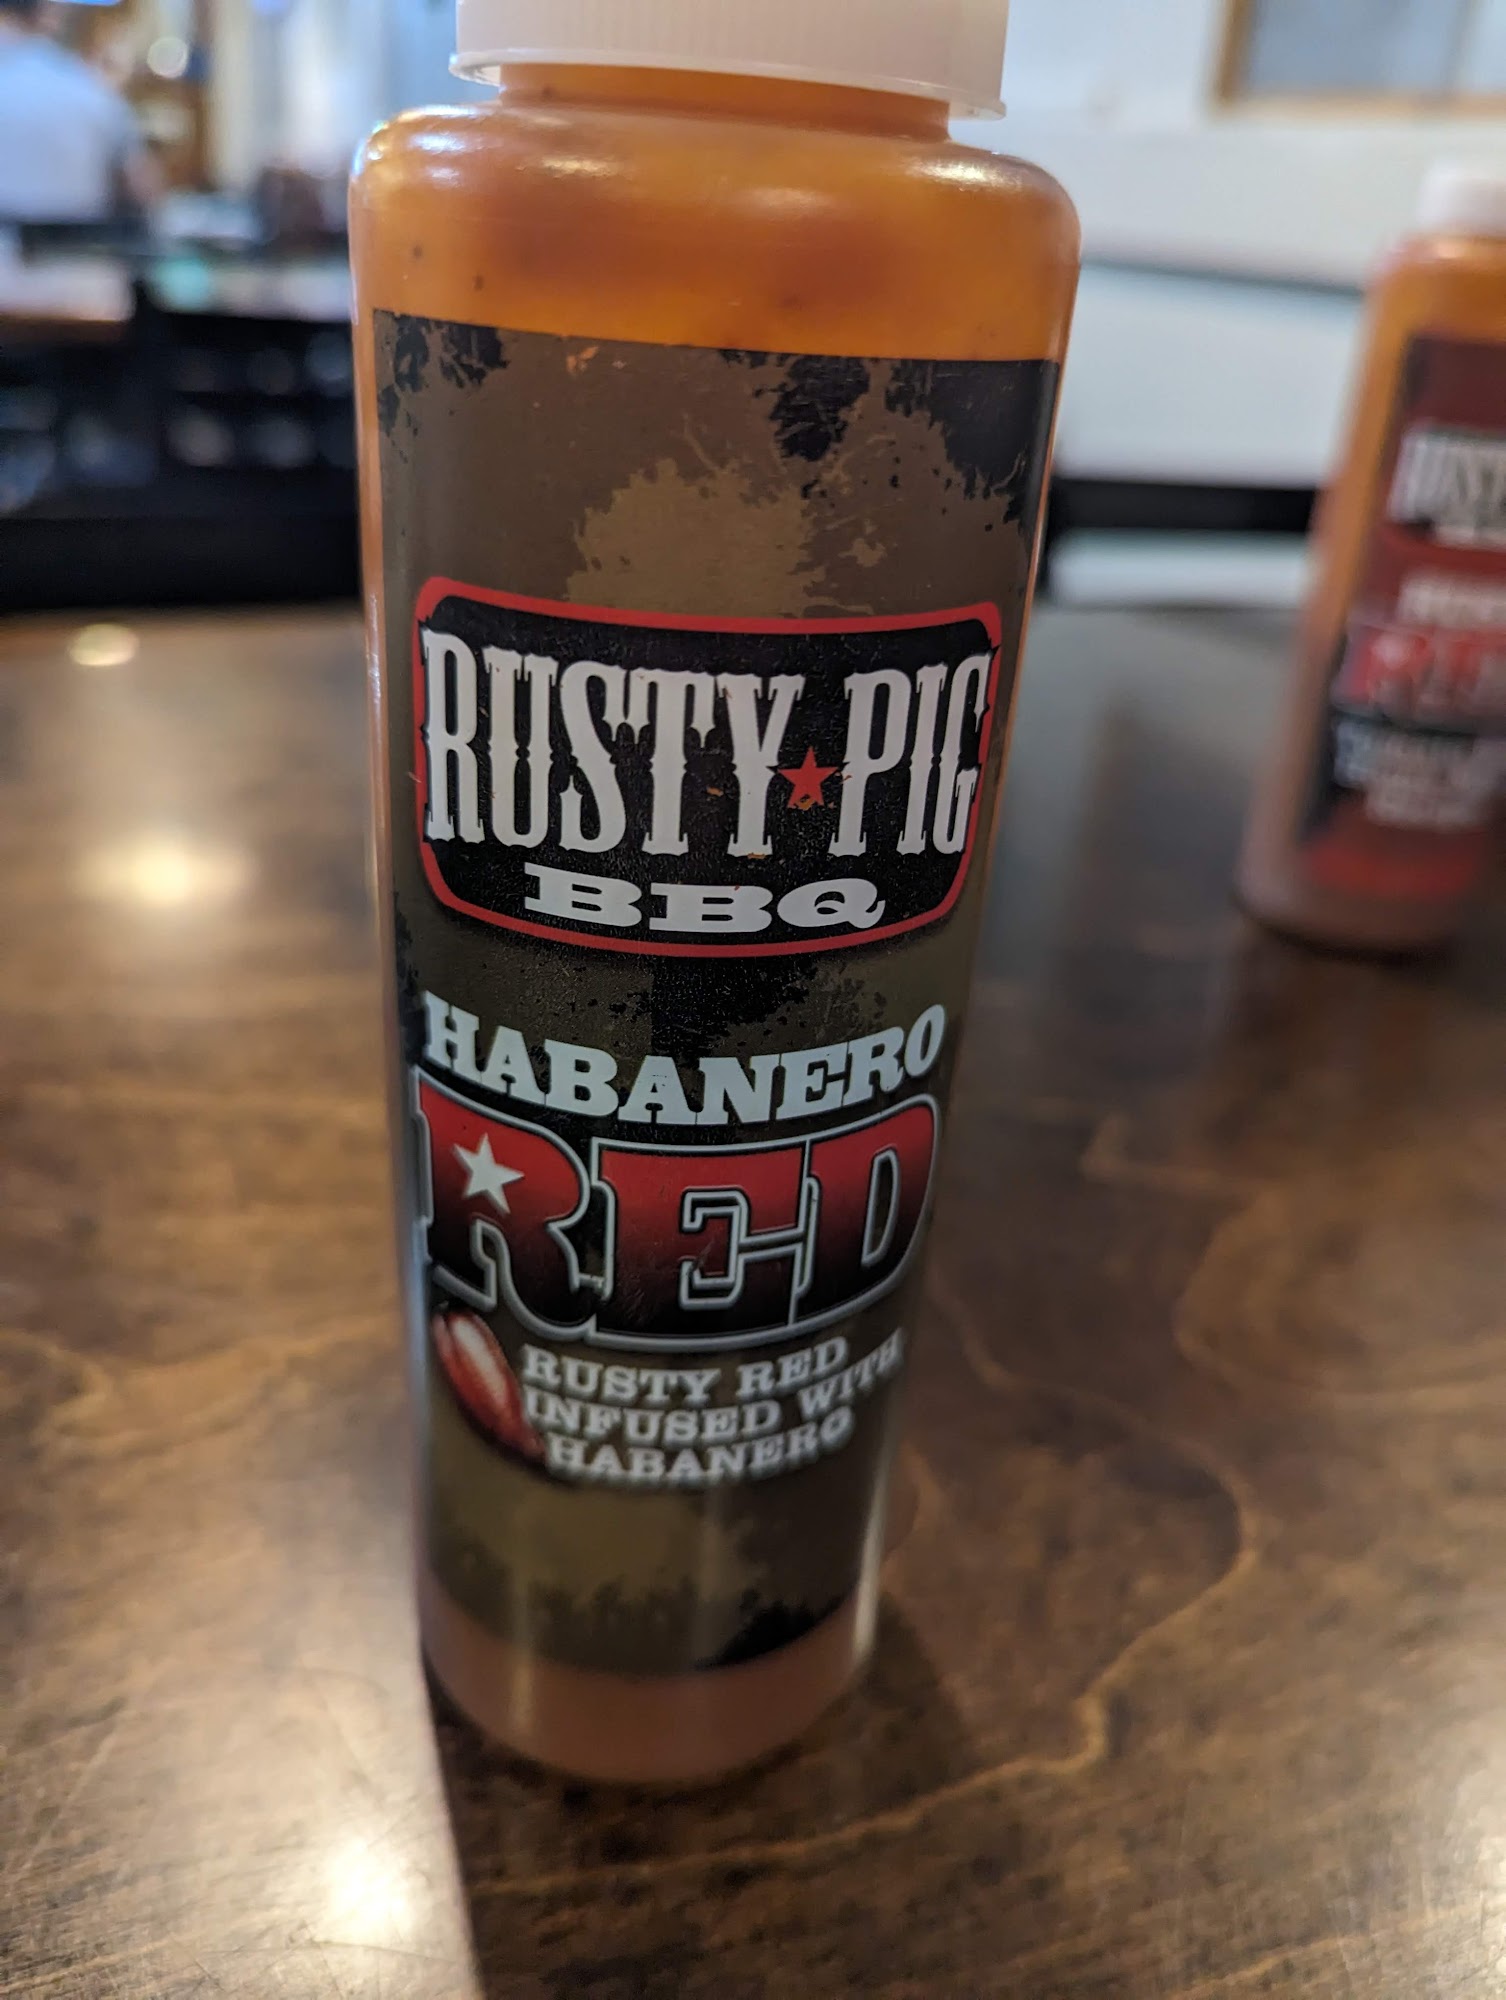 RUSTY★PIG
BBQ
HABANERO
RED
RUSTY RED
INFUSED WITH
HABANERO